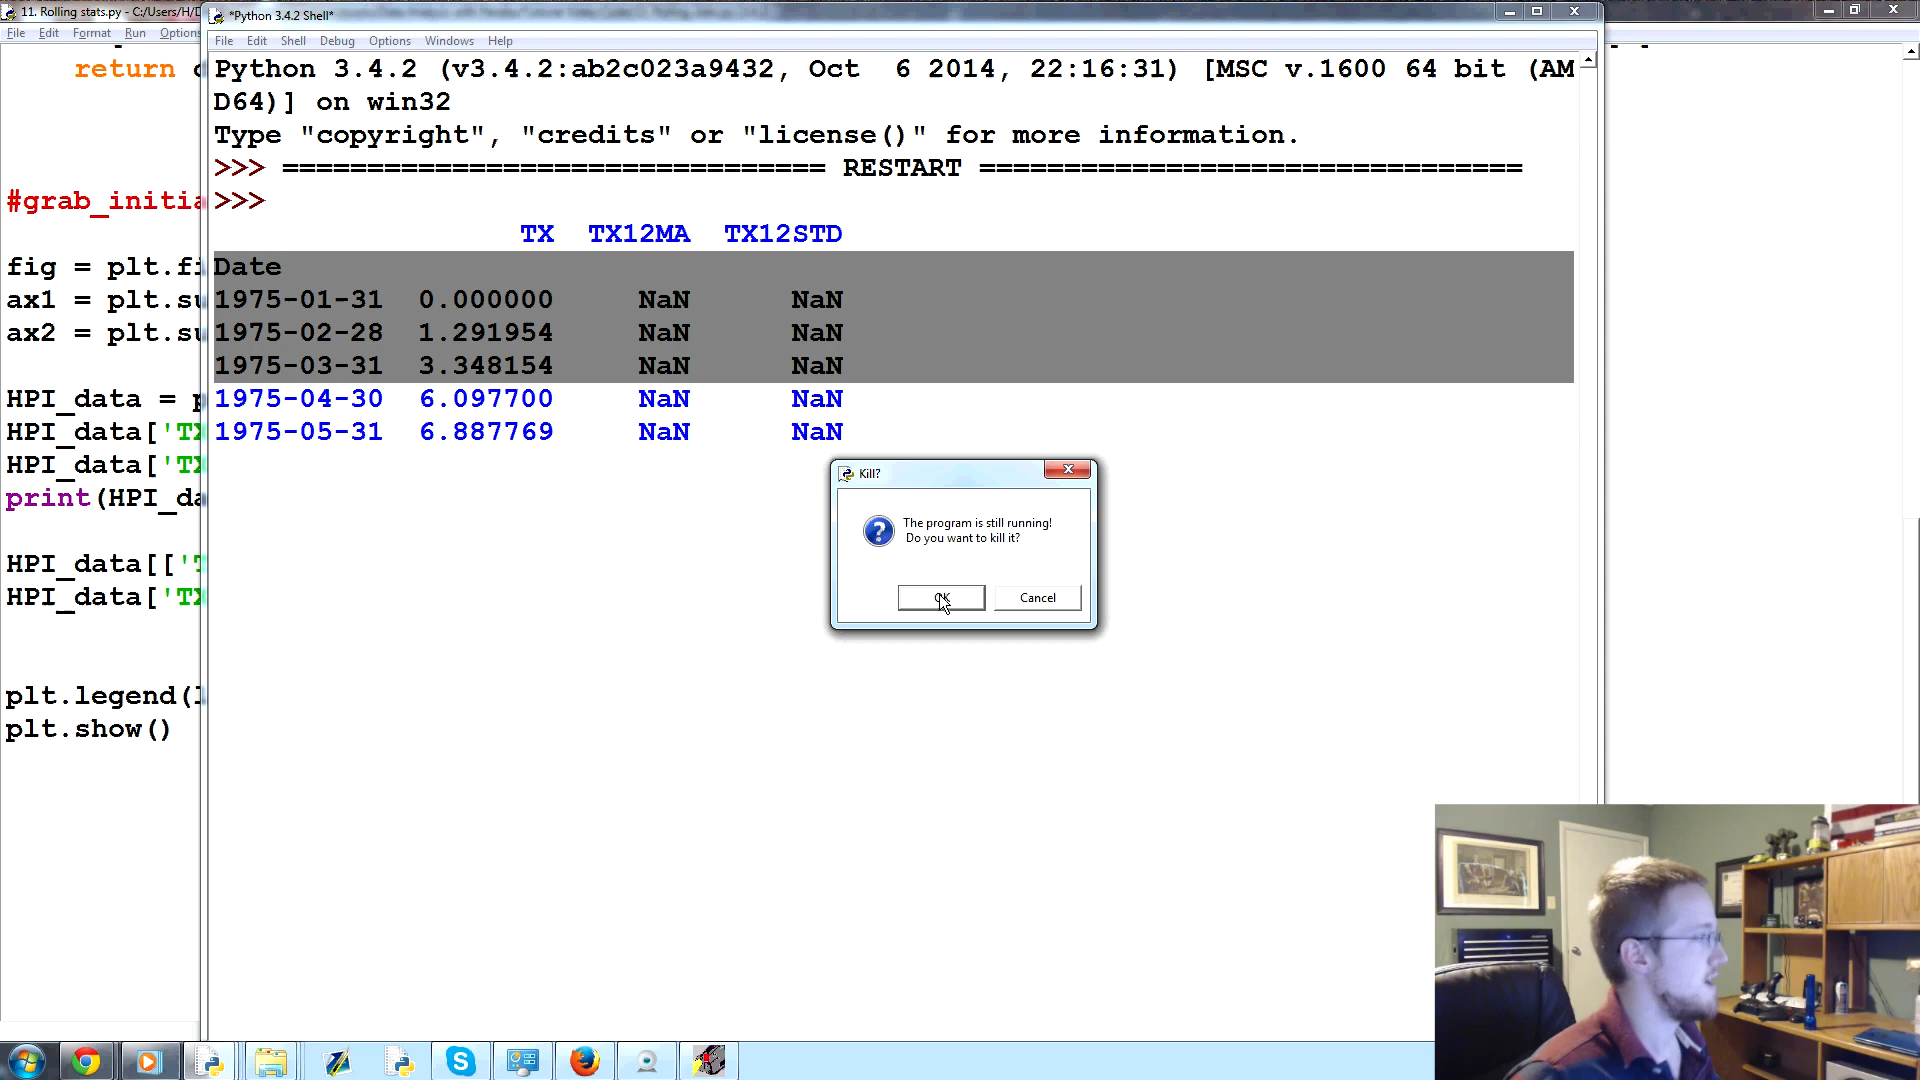 11. Rolling stats.py - C:/Users/H/D
File Edit Format Run Options
*Python 3.4.2 Shell*
File Edit Shell Debug Options Windows Help
Python 3.4.2 (v3.4.2:ab2c023a9432, Oct  6 2014, 22:16:31) [MSC v.1600 64 bit (AM
D64)] on win32
Type "copyright", "credits" or "license()" for more information.
>>> ================================ RESTART ================================
>>>
TX TX12MA TX12STD
Date
1975-01-31 0.000000 NaN NaN
1975-02-28 1.291954 NaN NaN
1975-03-31 3.348154 NaN NaN
1975-04-30 6.097700 NaN NaN
1975-05-31 6.887769 NaN NaN
return
#grab_initia
fig = plt.fi
ax1 = plt.su
ax2 = plt.su
HPI_data = p
HPI_data['TX
HPI_data['TX
print(HPI_da
HPI_data[['T
HPI_data['TX
plt.legend(l
plt.show()
Kill?
The program is still running!
Do you want to kill it?
OK
Cancel